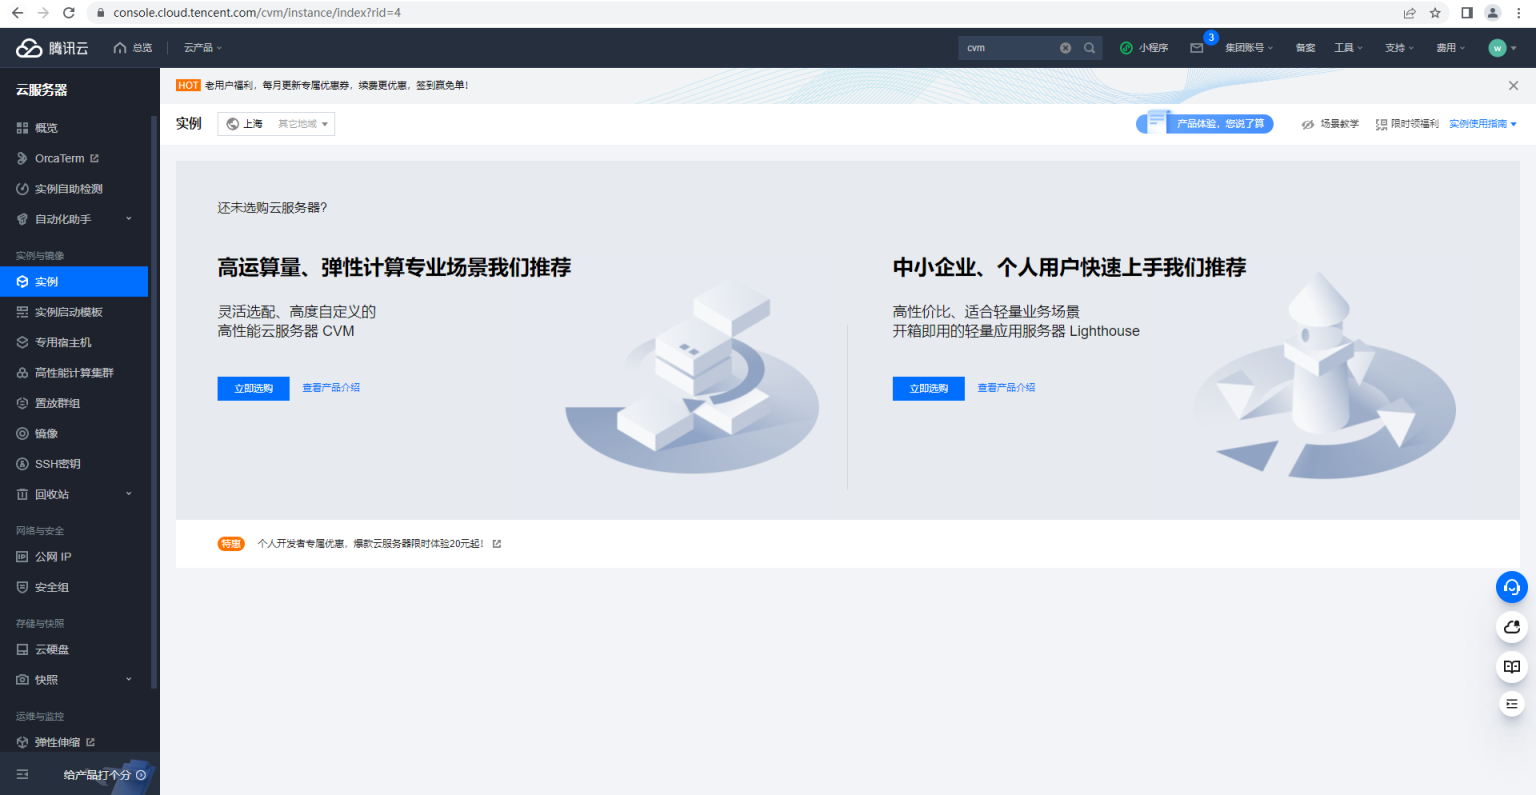 console.cloud.tencent.com/cvm/instance/index?rid=4
腾讯云
总览
云产品
cvm
小程序
3
集团账号
备案
工具
支持
费用
w
云服务器
概览
OrcaTerm
实例自助检测
自动化助手
实例与镜像
实例
实例启动模板
专用宿主机
高性能计算集群
置放群组
镜像
SSH密钥
回收站
网络与安全
公网 IP
安全组
存储与快照
云硬盘
快照
运维与监控
弹性伸缩
给产品打个分
HOT 老用户福利，每月更新专属优惠券，续费更优惠，签到赢免单！
实例
上海 其它地域
产品体验，您说了算
场景教学
限时领福利
实例使用指南
还未选购云服务器?
高运算量、弹性计算专业场景我们推荐
灵活选配、高度自定义的
高性能云服务器 CVM
立即选购 查看产品介绍
中小企业、个人用户快速上手我们推荐
高性价比、适合轻量业务场景
开箱即用的轻量应用服务器 Lighthouse
立即选购 查看产品介绍
特惠 个人开发者专属优惠，爆款云服务器限时体验20元起！